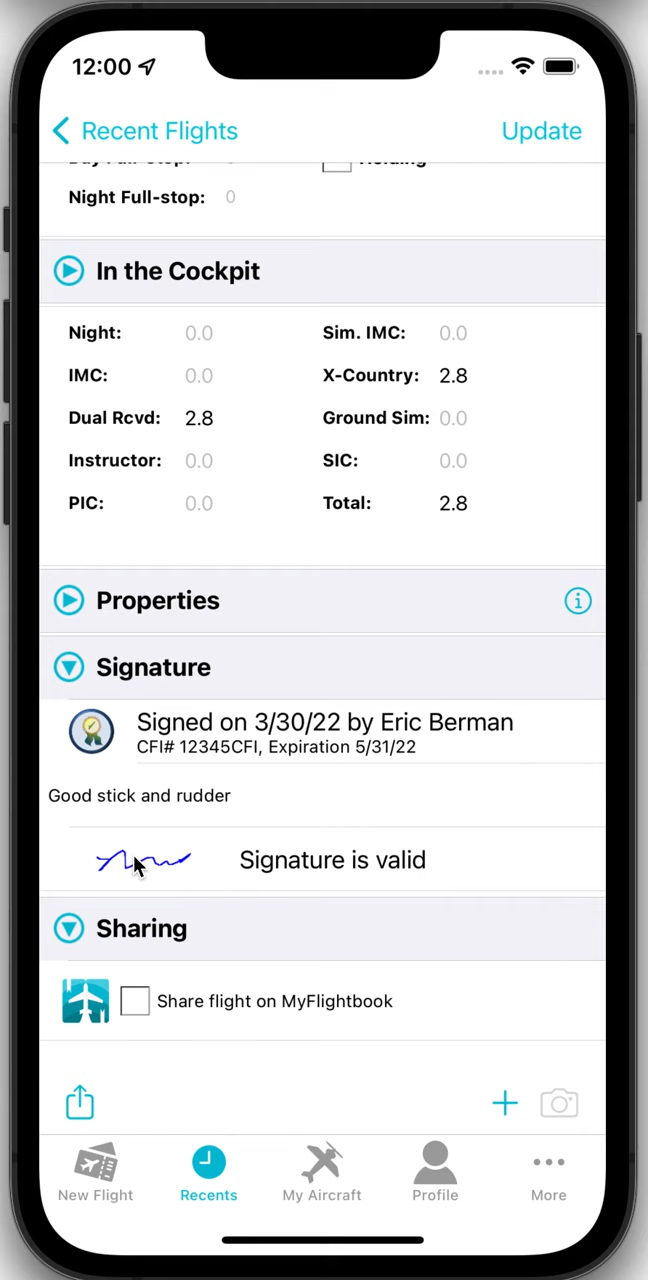 12:00
Recent Flights
Update
Night Full-stop: 0
In the Cockpit
Night: 0.0 Sim. IMC: 0.0
IMC: 0.0 X-Country: 2.8
Dual Rcvd: 2.8 Ground Sim: 0.0
Instructor: 0.0 SIC: 0.0
PIC: 0.0 Total: 2.8
Properties
Signature
Signed on 3/30/22 by Eric Berman
CFI# 12345CFI, Expiration 5/31/22
Good stick and rudder
Signature is valid
Sharing
Share flight on MyFlightbook
New Flight Recents My Aircraft Profile More